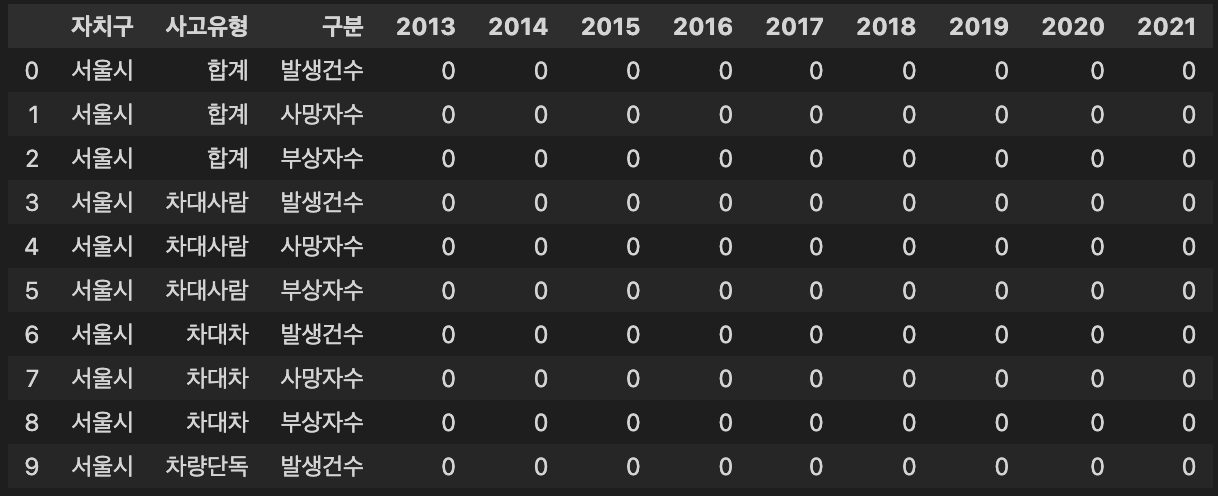 자치구 사고유형 구분 2013 2014 2015 2016 2017 2018 2019 2020 2021
0 서울시 합계 발생건수 0 0 0 0 0 0 0 0 0
1 서울시 합계 사망자수 0 0 0 0 0 0 0 0 0
2 서울시 합계 부상자수 0 0 0 0 0 0 0 0 0
3 서울시 차대사람 발생건수 0 0 0 0 0 0 0 0 0
4 서울시 차대사람 사망자수 0 0 0 0 0 0 0 0 0
5 서울시 차대사람 부상자수 0 0 0 0 0 0 0 0 0
6 서울시 차대차 발생건수 0 0 0 0 0 0 0 0 0
7 서울시 차대차 사망자수 0 0 0 0 0 0 0 0 0
8 서울시 차대차 부상자수 0 0 0 0 0 0 0 0 0
9 서울시 차량단독 발생건수 0 0 0 0 0 0 0 0 0